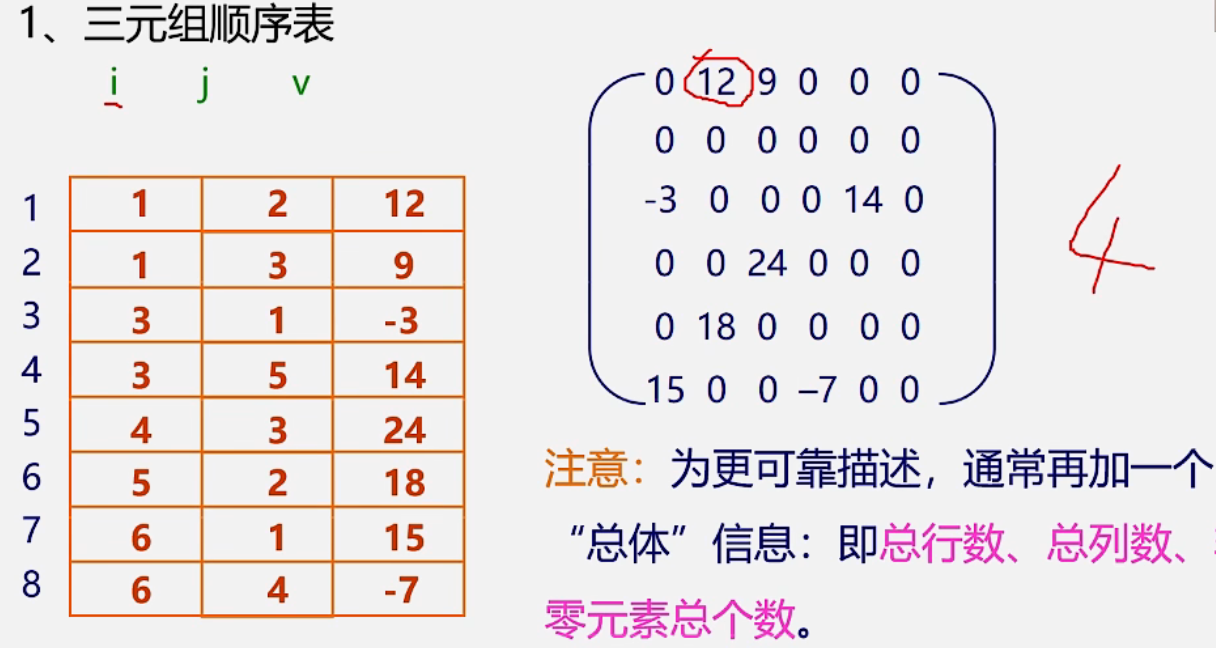 1、三元组顺序表
i j v
1 1 2 12
2 1 3 9
3 3 1 -3
4 3 5 14
5 4 3 24
6 5 2 18
7 6 1 15
8 6 4 -7
0 12 9 0 0 0
0 0 0 0 0 0
-3 0 0 0 14 0
0 0 24 0 0 0
0 18 0 0 0 0
15 0 0 –7 0 0
4
注意：为更可靠描述，通常再加一个
“总体”信息：即总行数、总列数、
零元素总个数。